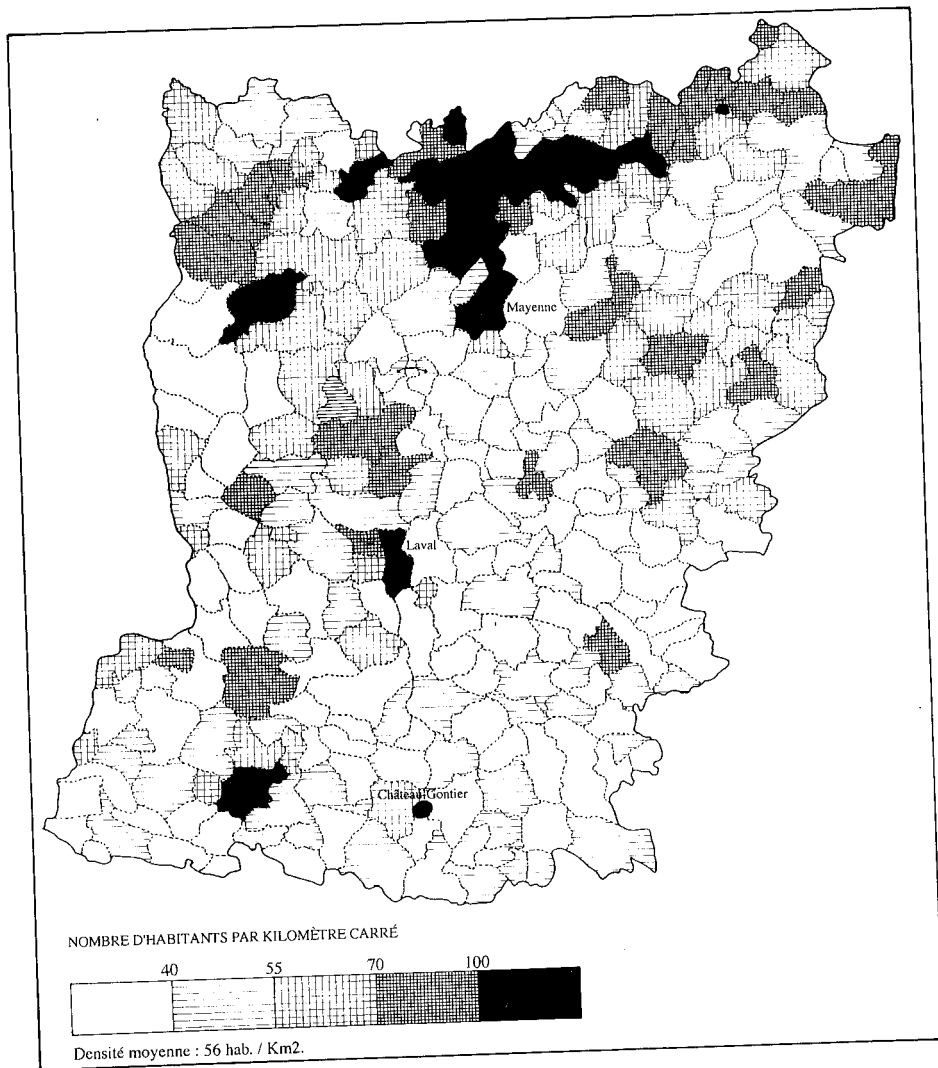 Mayenne
Laval
Château-Gontier
NOMBRE D'HABITANTS PAR KILOMÈTRE CARRÉ
40 55 70 100
Densité moyenne : 56 hab. / Km2.